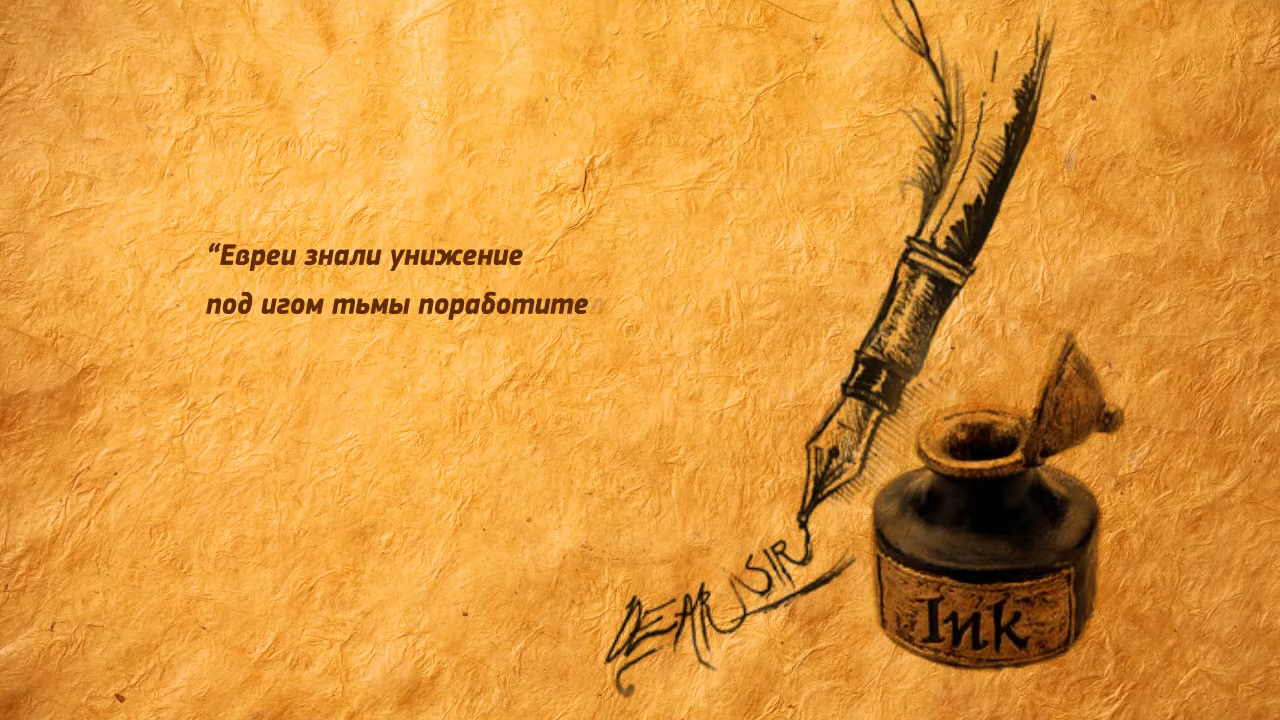 “Евреи знали унижение
под игом тьмы поработите
DEAR SIR
Ink